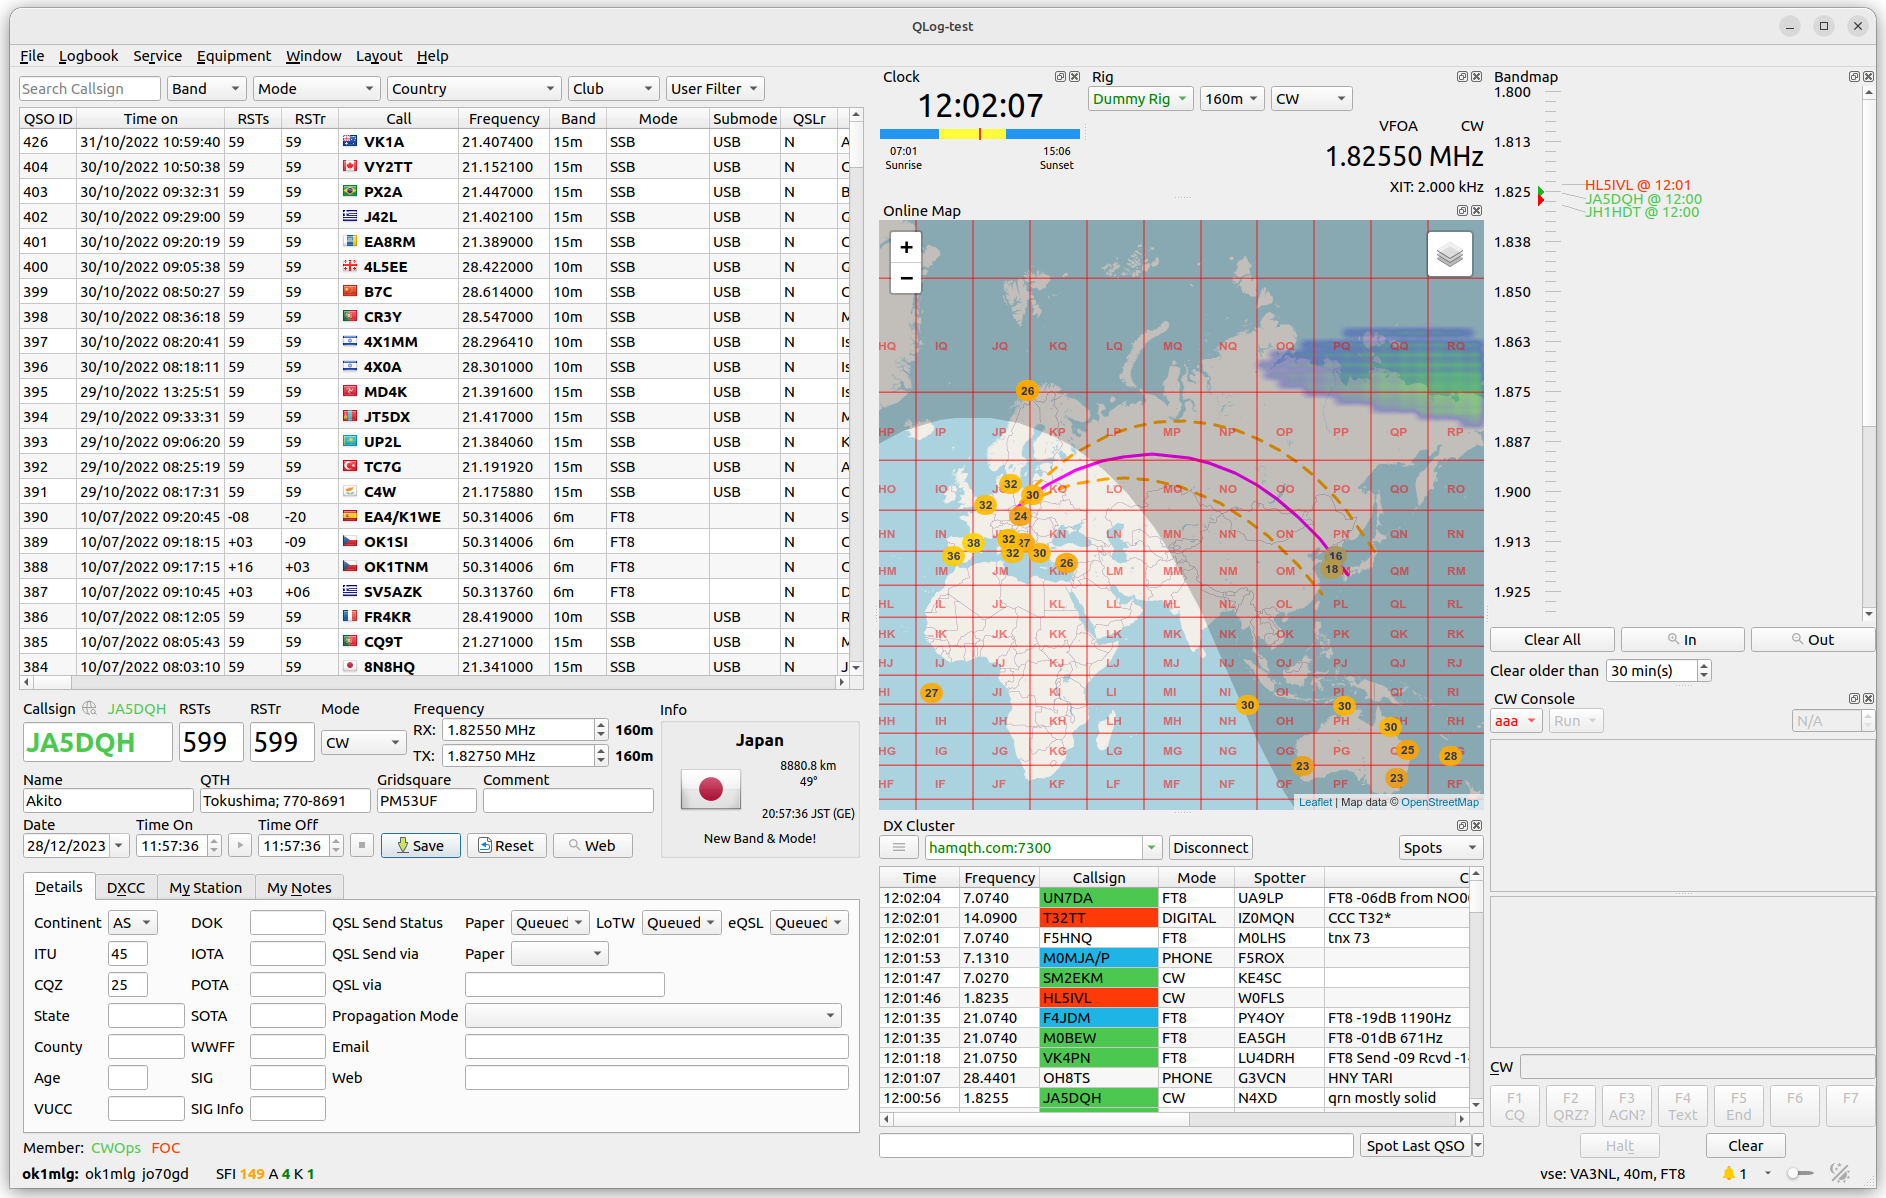 QLog-test
File Logbook Service Equipment Window Layout Help
Search Callsign Band Mode Country Club User Filter
QSO ID Time on RSTs RSTr Call Frequency Band Mode Submode QSLr
426 31/10/2022 10:59:40 59 59 VK1A 21.407400 15m SSB USB N A
404 30/10/2022 10:50:38 59 59 VY2TT 21.152100 15m SSB USB N C
403 30/10/2022 09:32:31 59 59 PX2A 21.447000 15m SSB USB N B
402 30/10/2022 09:29:00 59 59 J42L 21.402100 15m SSB USB N G
401 30/10/2022 09:20:19 59 59 EA8RM 21.389000 15m SSB USB N C
400 30/10/2022 09:05:38 59 59 4L5EE 28.422000 10m SSB USB N G
399 30/10/2022 08:50:27 59 59 B7C 28.614000 10m SSB USB N C
398 30/10/2022 08:36:18 59 59 CR3Y 28.547000 10m SSB USB N M
397 30/10/2022 08:20:41 59 59 4X1MM 28.296410 10m SSB USB N Is
396 30/10/2022 08:18:11 59 59 4X0A 28.301000 10m SSB USB N Is
395 29/10/2022 13:25:51 59 59 MD4K 21.391600 15m SSB USB N Is
394 29/10/2022 09:33:31 59 59 JT5DX 21.417000 15m SSB USB N M
393 29/10/2022 09:06:20 59 59 UP2L 21.384060 15m SSB USB N K
392 29/10/2022 08:25:19 59 59 TC7G 21.191920 15m SSB USB N A
391 29/10/2022 08:17:31 59 59 C4W 21.175880 15m SSB USB N C
390 10/07/2022 09:20:45 -08 -20 EA4/K1WE 50.314006 6m FT8 N S
389 10/07/2022 09:18:15 +03 -09 OK1SI 50.314006 6m FT8 N C
388 10/07/2022 09:17:15 +16 +03 OK1TNM 50.314006 6m FT8 N C
387 10/07/2022 09:10:45 +03 +06 SV5AZK 50.313760 6m FT8 N D
386 10/07/2022 08:12:05 59 59 FR4KR 28.419000 10m SSB USB N R
385 10/07/2022 08:05:43 59 59 CQ9T 21.271000 15m SSB USB N M
384 10/07/2022 08:03:10 59 59 8N8HQ 21.341000 15m SSB USB N J
Callsign JA5DQH RSTs RSTr Mode Frequency
JA5DQH 599 599 CW RX: 1.82550 MHz 160m
TX: 1.82750 MHz 160m
Name QTH Gridsquare Comment
Akito Tokushima; 770-8691 PM53UF
Date Time On Time Off
28/12/2023 11:57:36 11:57:36 Save Reset Web
Info
Japan
8880.8 km
49°
20:57:36 JST (GE)
New Band & Mode!
Details DXCC My Station My Notes
Continent AS DOK QSL Send Status Paper Queued LoTW Queued eQSL Queued
ITU 45 IOTA QSL Send via Paper
CQZ 25 POTA QSL via
State SOTA Propagation Mode
County WWFF Email
Age SIG Web
VUCC SIG Info
Member: CWOps FOC
ok1mlg: ok1mlg jo70gd SFI 149 A 4 K 1
Clock
12:02:07
07:01 15:06
Sunrise Sunset
Rig
Dummy Rig 160m CW
VFOA CW
1.82550 MHz
XIT: 2.000 kHz
Online Map
+
−
HQ IQ JQ KQ LQ MQ NQ OQ PQ QQ RQ
26
HP IP JP KP LP MP NP OP PP QP RP
HO IO LO MO NO OO PO QO RO
32 30 32 24
HN IN KN LN MN NN ON PN QN RN
36 38 32 27 32 30 26 16 18
HM IM JM LM MM NM OM QM RM
HL IL JL KL LL ML NL OL PL QL RL
HK IK JK KK LK MK NK OK PK QK RK
HJ IJ JJ KJ LJ MJ NJ OJ PJ QJ RJ
HI 27 JI KI LI MI NI OI PI QI RI
30 30
HH IH JH KH LH MH OH PH RH
30
HG IG JG KG LG MG NG OG PG 25 28
23 23
HF IF JF KF LF MF NF OF PF RF
Leaflet | Map data © OpenStreetMap
DX Cluster
hamqth.com:7300 Disconnect Spots
Time Frequency Callsign Mode Spotter C
12:02:04 7.0740 UN7DA FT8 UA9LP FT8 -06dB from NO0
12:02:01 14.0900 T32TT DIGITAL IZ0MQN CCC T32*
12:02:01 7.0740 F5HNQ FT8 M0LHS tnx 73
12:01:53 7.1310 M0MJA/P PHONE F5ROX
12:01:47 7.0270 SM2EKM CW KE4SC
12:01:46 1.8235 HL5IVL CW W0FLS
12:01:35 21.0740 F4JDM FT8 PY4OY FT8 -19dB 1190Hz
12:01:35 21.0740 M0BEW FT8 EA5GH FT8 -01dB 671Hz
12:01:18 21.0750 VK4PN FT8 LU4DRH FT8 Send -09 Rcvd -1
12:01:07 28.4401 OH8TS PHONE G3VCN HNY TARI
12:00:56 1.8255 JA5DQH CW N4XD qrn mostly solid
Spot Last QSO
Bandmap
1.800
1.813
HL5IVL @ 12:01
1.825
JA5DQH @ 12:00
JH1HDT @ 12:00
1.838
1.850
1.863
1.875
1.887
1.900
1.913
1.925
Clear All In Out
Clear older than 30 min(s)
CW Console
aaa Run N/A
CW
F1 CQ F2 QRZ? F3 AGN? F4 Text F5 End F6 F7
Halt Clear
vse: VA3NL, 40m, FT8 1